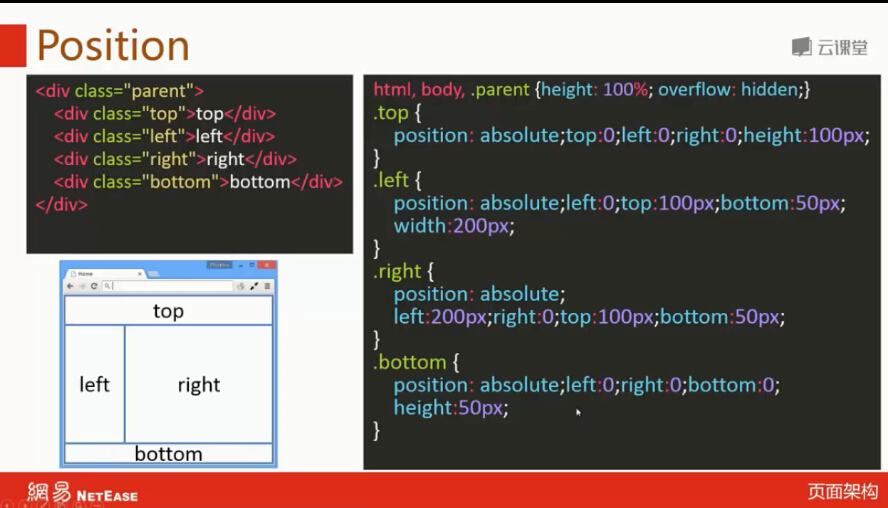 Position
云课堂
<div class="parent">
<div class="top">top</div>
<div class="left">left</div>
<div class="right">right</div>
<div class="bottom">bottom</div>
</div>
Home
top
left
right
bottom
html, body, .parent {height: 100%; overflow: hidden;}
.top {
position: absolute;top:0;left:0;right:0;height:100px;
}
.left {
position: absolute;left:0;top:100px;bottom:50px;
width:200px;
}
.right {
position: absolute;
left:200px;right:0;top:100px;bottom:50px;
}
.bottom {
position: absolute;left:0;right:0;bottom:0;
height:50px;
}
網易 NETEASE
页面架构